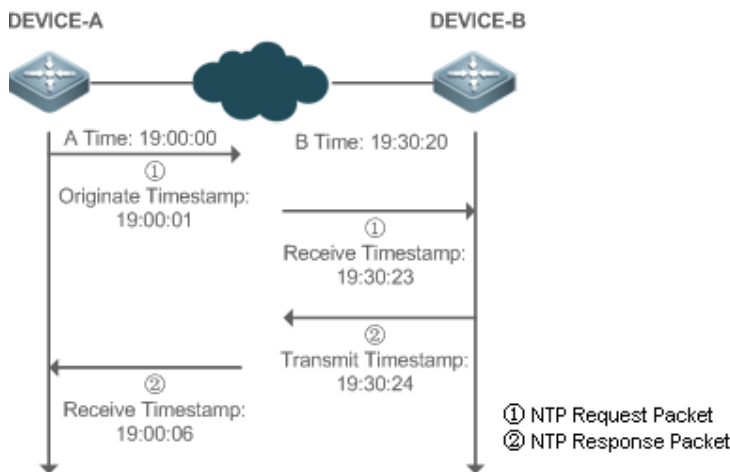 DEVICE-A
DEVICE-B
A Time: 19:00:00
B Time: 19:30:20
①
Originate Timestamp:
19:00:01
①
Receive Timestamp:
19:30:23
②
Transmit Timestamp:
19:30:24
②
Receive Timestamp:
19:00:06
① NTP Request Packet
② NTP Response Packet